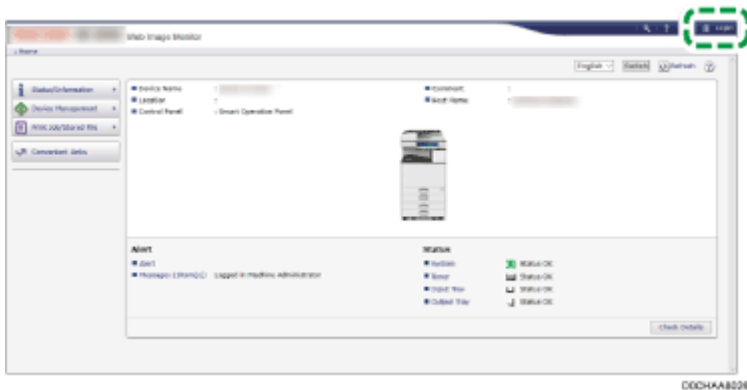 Web Image Monitor
Login
Home
English Switch Refresh
Status/Information
Device Management
Print Job/Stored File
Convenient Links
Device Name :
Location :
Control Panel : Smart Operation Panel
Comment :
Host Name :
Alert
Alert
Messages (1item(s)) Logged in Machine Administrator
Status
System Status OK
Toner Status OK
Input Tray Status OK
Output Tray Status OK
Check Details